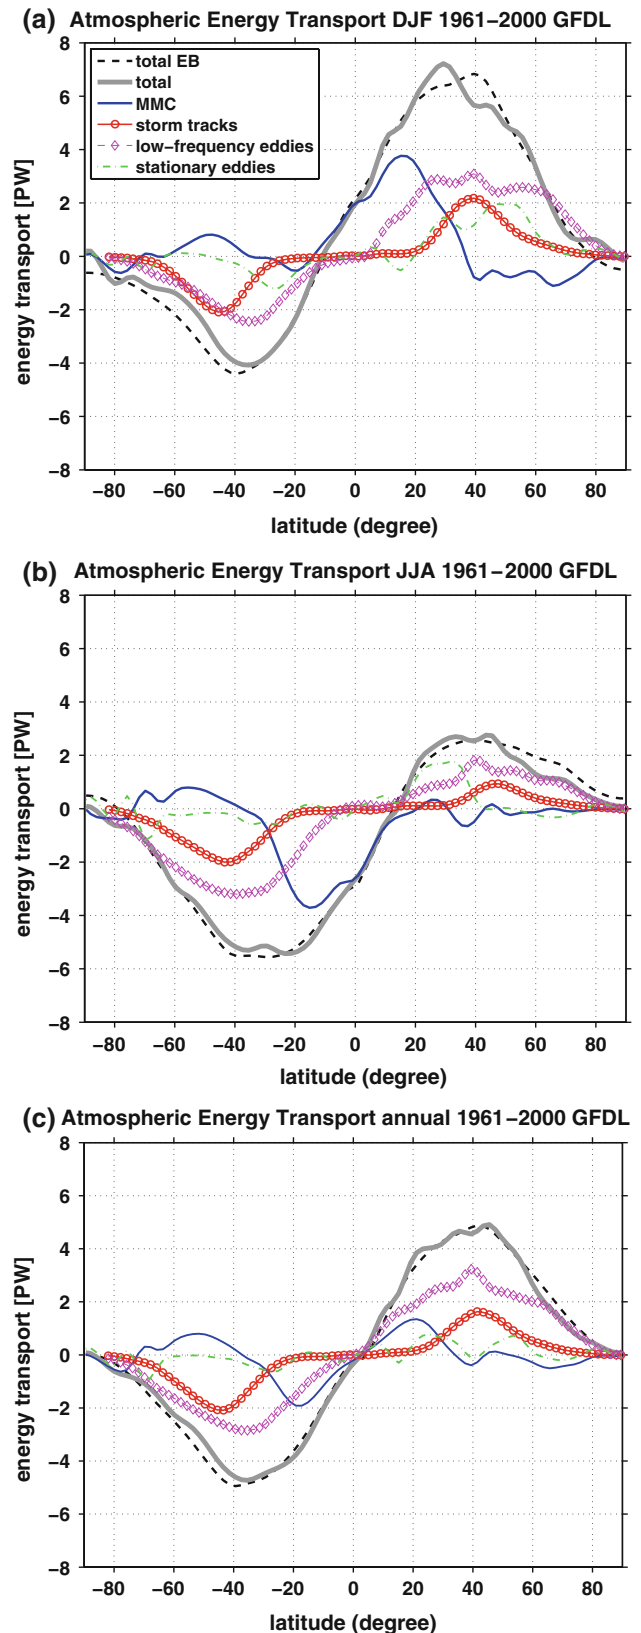 (a) Atmospheric Energy Transport DJF 1961−2000 GFDL
8
6
4
2
0
−2
−4
−6
−8
energy transport [PW]
total EB
total
MMC
storm tracks
low−frequency eddies
stationary eddies
−80 −60 −40 −20 0 20 40 60 80
latitude (degree)
(b) Atmospheric Energy Transport JJA 1961−2000 GFDL
8
6
4
2
0
−2
−4
−6
−8
energy transport [PW]
−80 −60 −40 −20 0 20 40 60 80
latitude (degree)
(c) Atmospheric Energy Transport annual 1961−2000 GFDL
8
6
4
2
0
−2
−4
−6
−8
energy transport [PW]
−80 −60 −40 −20 0 20 40 60 80
latitude (degree)